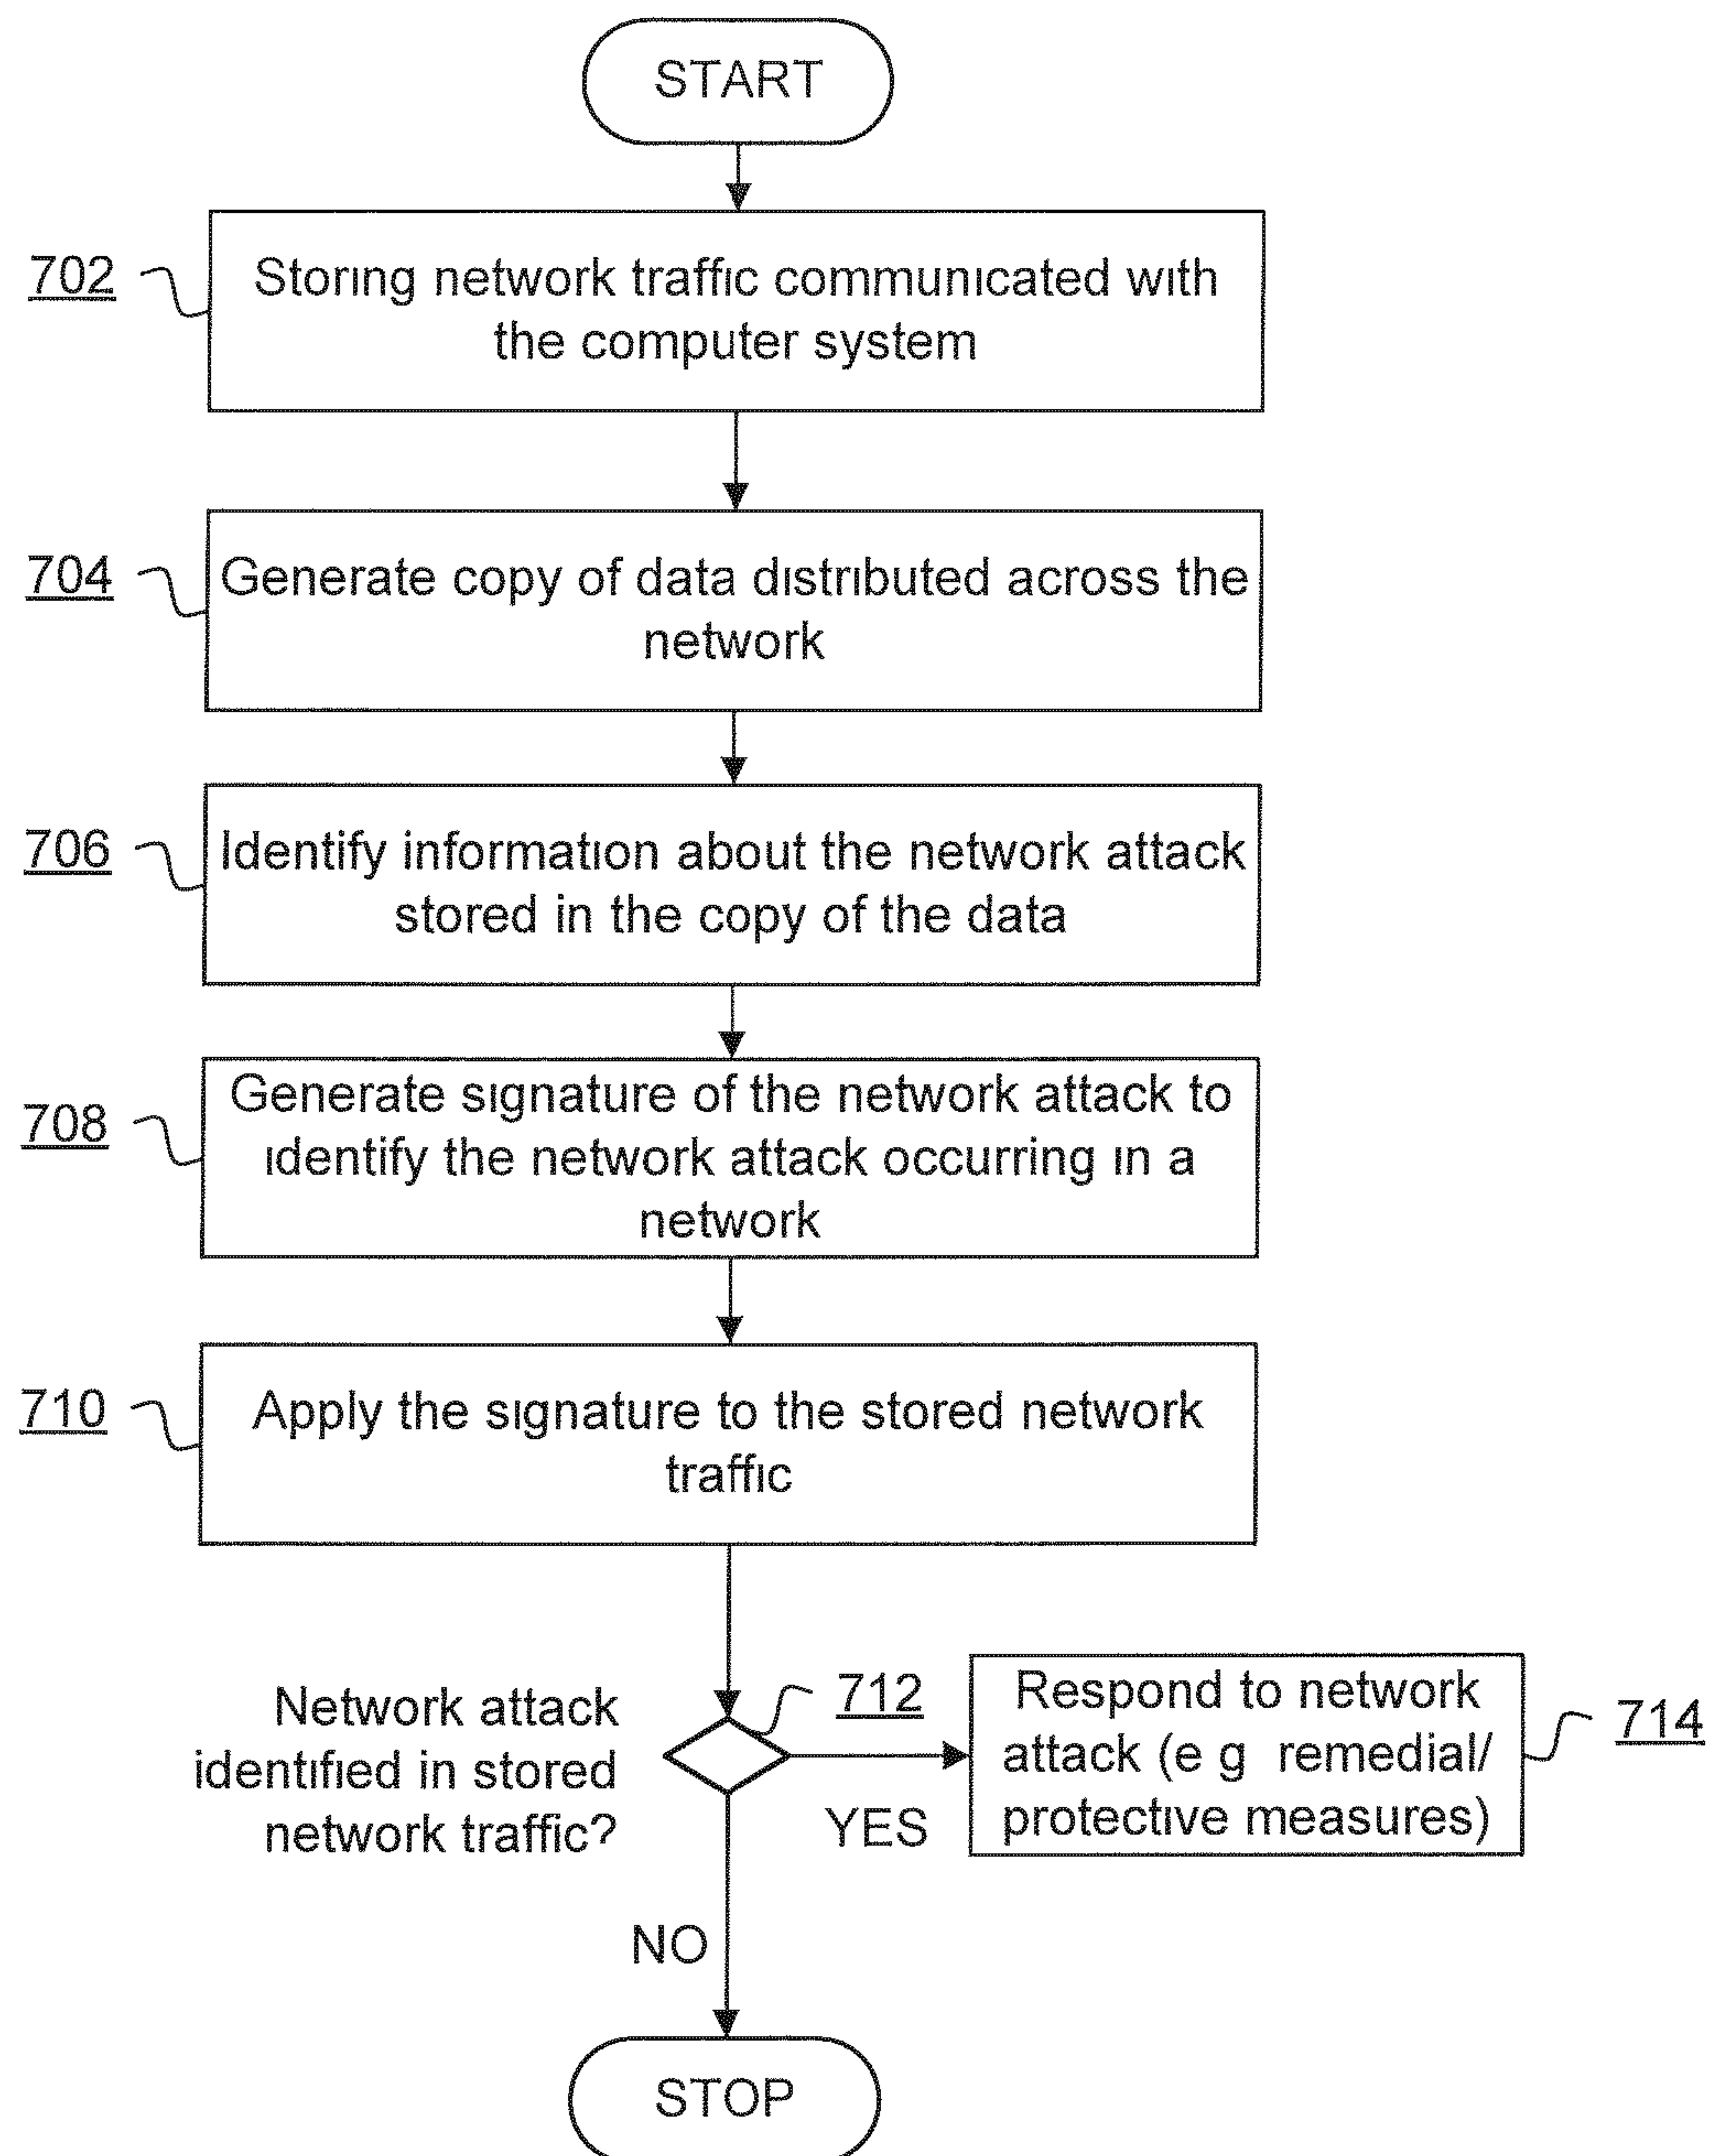 START
702
Storing network traffic communicated with
the computer system
704
Generate copy of data distributed across the
network
706
Identify information about the network attack
stored in the copy of the data
708
Generate signature of the network attack to
identify the network attack occurring in a
network
710
Apply the signature to the stored network
traffic
Network attack
identified in stored
network traffic?
712
YES
Respond to network
attack (e g remedial/
protective measures)
714
NO
STOP